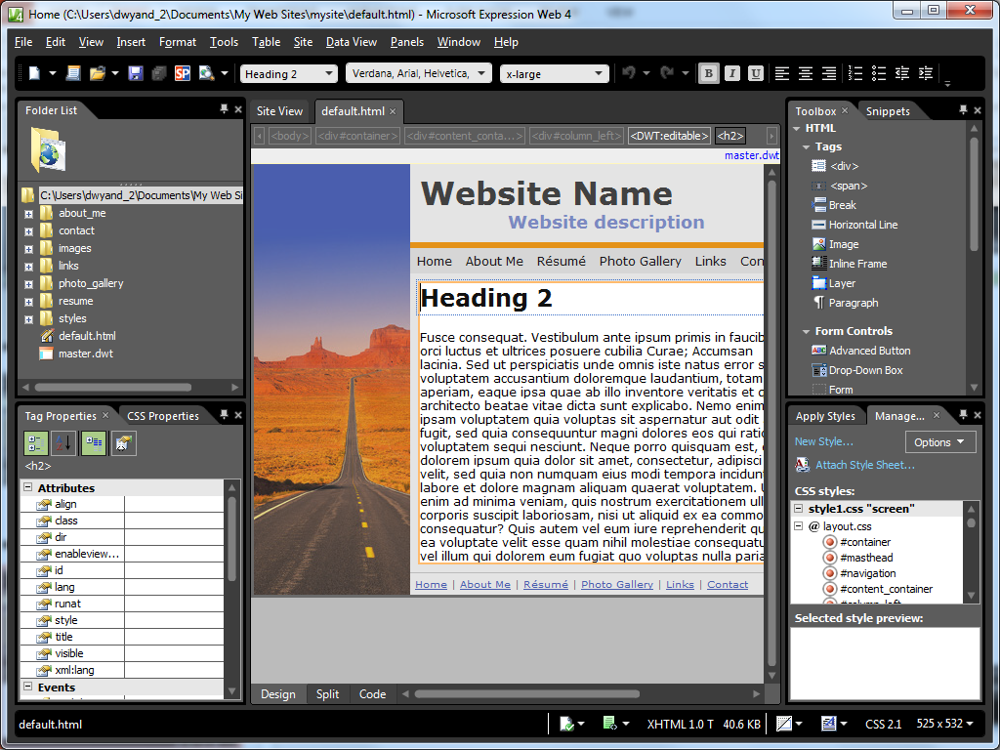 Home (C:\Users\dwyand_2\Documents\My Web Sites\mysite\default.html) - Microsoft Expression Web 4
File Edit View Insert Format Tools Table Site Data View Panels Window Help
SP Heading 2 Verdana, Arial, Helvetica, x-large B I U
Folder List
C:\Users\dwyand_2\Documents\My Web Si
about_me
contact
images
links
photo_gallery
resume
styles
default.html
master.dwt
Tag Properties × CSS Properties
<h2>
Attributes
align
class
dir
enableview...
id
lang
runat
style
title
visible
xml:lang
Events
Site View default.html ×
<body> <div#container> <div#content_conta...> <div#column_left> <DWT:editable> <h2>
master.dwt
Website Name
Website description
Home About Me Résumé Photo Gallery Links Con
Heading 2
Fusce consequat. Vestibulum ante ipsum primis in faucib
orci luctus et ultrices posuere cubilia Curae; Accumsan
lacinia. Sed ut perspiciatis unde omnis iste natus error s
voluptatem accusantium doloremque laudantium, totam
aperiam, eaque ipsa quae ab illo inventore veritatis et q
architecto beatae vitae dicta sunt explicabo. Nemo enim
ipsam voluptatem quia voluptas sit aspernatur aut odit
fugit, sed quia consequuntur magni dolores eos qui ratio
voluptatem sequi nesciunt. Neque porro quisquam est,
dolorem ipsum quia dolor sit amet, consectetur, adipisci
velit, sed quia non numquam eius modi tempora incidunt
labore et dolore magnam aliquam quaerat voluptatem. U
enim ad minima veniam, quis nostrum exercitationem ull
corporis suscipit laboriosam, nisi ut aliquid ex ea commo
consequatur? Quis autem vel eum iure reprehenderit qu
ea voluptate velit esse quam nihil molestiae consequatu
vel illum qui dolorem eum fugiat quo voluptas nulla paria
Home | About Me | Résumé | Photo Gallery | Links | Contact
Design Split Code
Toolbox × Snippets
HTML
Tags
<div>
<span>
Break
Horizontal Line
Image
Inline Frame
Layer
Paragraph
Form Controls
Advanced Button
Drop-Down Box
Form
Apply Styles Manage... ×
New Style... Options
Attach Style Sheet...
CSS styles:
style1.css "screen"
@ layout.css
#container
#masthead
#navigation
#content_container
#column_left
Selected style preview:
default.html XHTML 1.0 T 40.6 KB CSS 2.1 525 x 532